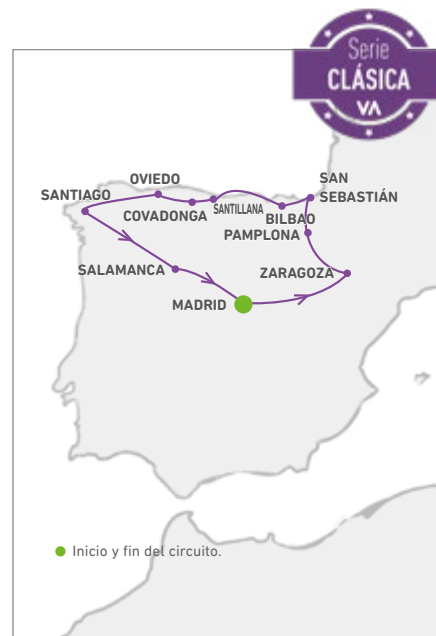 Serie
CLÁSICA
VA
OVIEDO
SAN
SEBASTIÁN
SANTIAGO
COVADONGA
SANTILLANA
BILBAO
PAMPLONA
SALAMANCA
ZARAGOZA
MADRID
Inicio y fin del circuito.